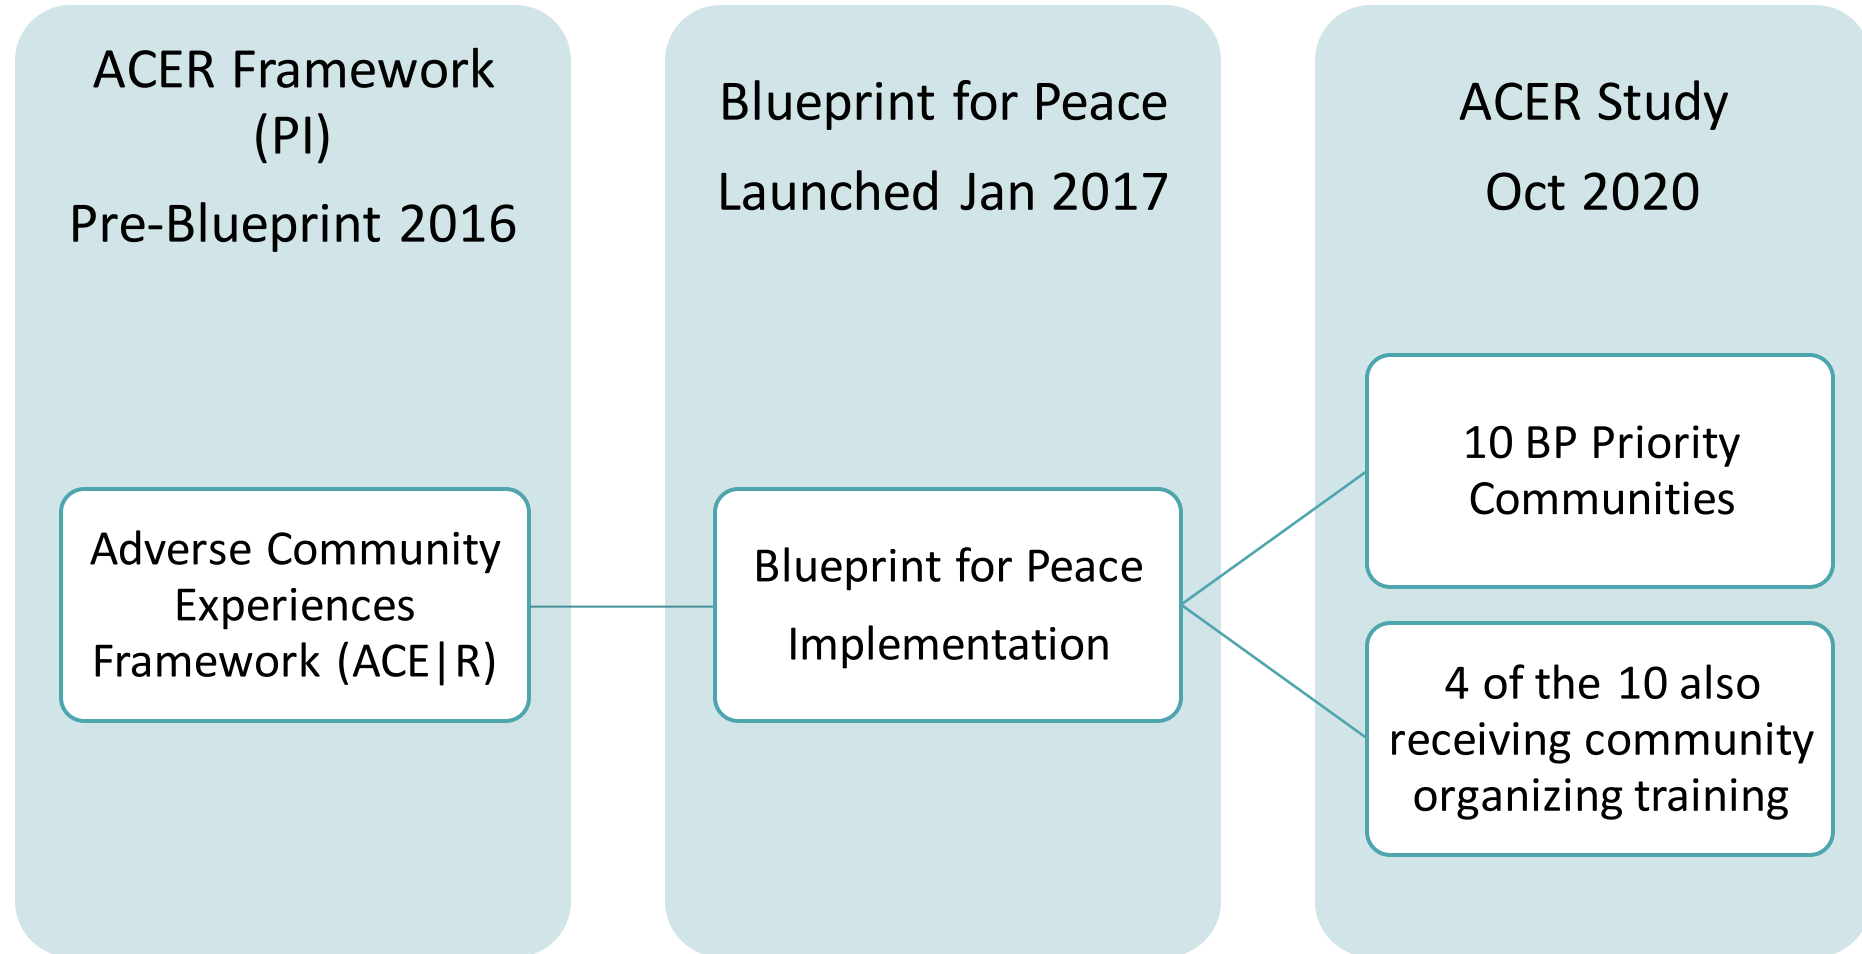 ACER Framework
(PI)
Pre-Blueprint 2016
Adverse Community
Experiences
Framework (ACE|R)
Blueprint for Peace
Launched Jan 2017
Blueprint for Peace
Implementation
ACER Study
Oct 2020
10 BP Priority
Communities
4 of the 10 also
receiving community
organizing training